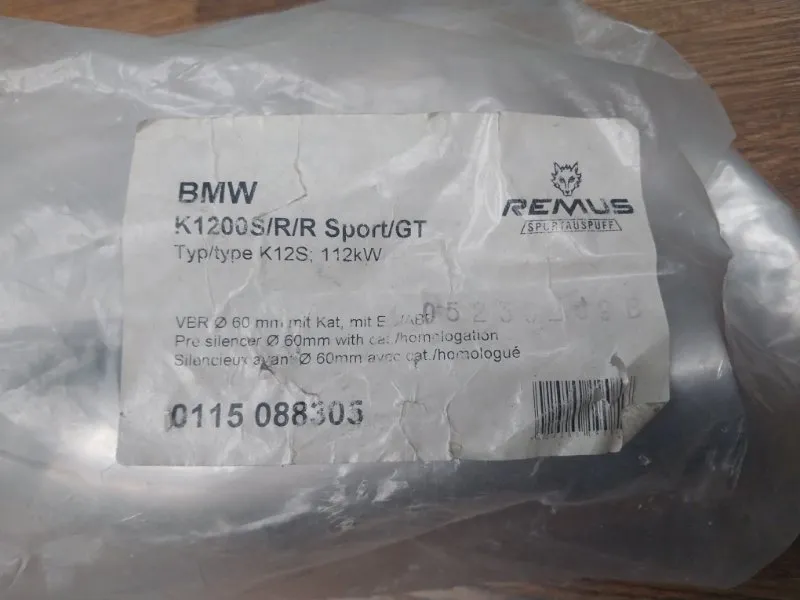 BMW
K1200S/R/R Sport/GT
Typ/type K12S; 112kW
REMUS
SPORTAUSPUFF
VBR Ø 60 mm mit Kat, mit
Pre silencer Ø 60mm with cat./homologation
Silencieux avant Ø 60mm avec cat./homologué
0115 088305